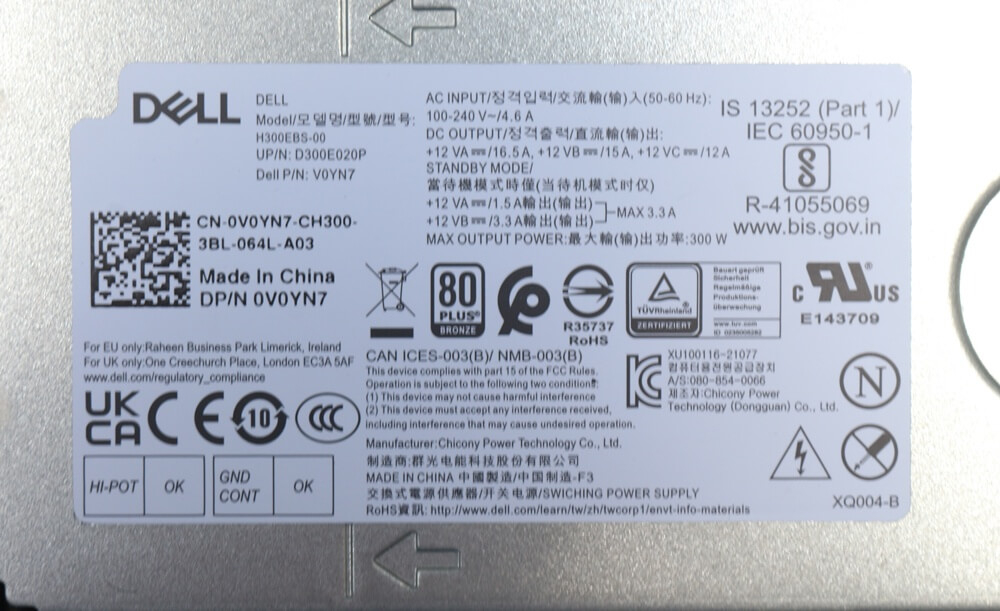 DELL
DELL
Model/모델명/型號/型号:
H300EBS-00
UP/N: D300E020P
Dell P/N: V0YN7
AC INPUT/정격입력/交流輸(输)入(50-60 Hz):
100-240 V~/4.6 A
DC OUTPUT/정격출력/直流輸(输)出:
+12 VA ⎓/16.5A, +12 VB ⎓/15A, +12 VC ⎓/12A
STANDBY MODE/
當待機模式時僅(当待机模式时仅)
+12 VA ⎓/1.5A輸出(输出)
+12 VB ⎓/3.3A輸出(输出)
MAX 3.3 A
MAX OUTPUT POWER:最大輸(输)出功率:300 W
IS 13252 (Part 1)/
IEC 60950-1
R-41055069
www.bis.gov.in
CN-0V0YN7-CH300-
3BL-064L-A03
Made In China
DP/N 0V0YN7
80
PLUS®
BRONZE
R35737
RoHS
TÜVRheinland
ZERTIFIZIERT
Bauart geprüft
Sicherheit
Regelmäßige
Produktions-
überwachung
www.tuv.com
c RU® US
E143709
For EU only:Raheen Business Park Limerick, Ireland
For UK only:One Creechurch Place, London EC3A 5AF
www.dell.com/regulatory_compliance
UK
CA
CE
10
CCC
HI-POT
OK
GND
CONT
OK
CAN ICES-003(B)/ NMB-003(B)
This device complies with part 15 of the FCC Rules.
Operation is subject to the following two conditions:
(1) This device may not cause harmful interference
(2) This device must accept any interference received,
including interference that may cause undesired operation.
Manufacturer:Chicony Power Technology Co., Ltd.
制造商:群光电能科技股份有限公司
MADE IN CHINA 中國製造/中国制造-F3
交換式電源供應器/开关电源/SWICHING POWER SUPPLY
RoHS資訊: http://www.dell.com/learn/tw/zh/twcorp1/envt-info-materials
XU100116-21077
컴퓨터용전원공급장치
A/S:080-854-0066
제조자:Chicony Power
Technology (Dongguan) Co., Ltd.
N
XQ004-B